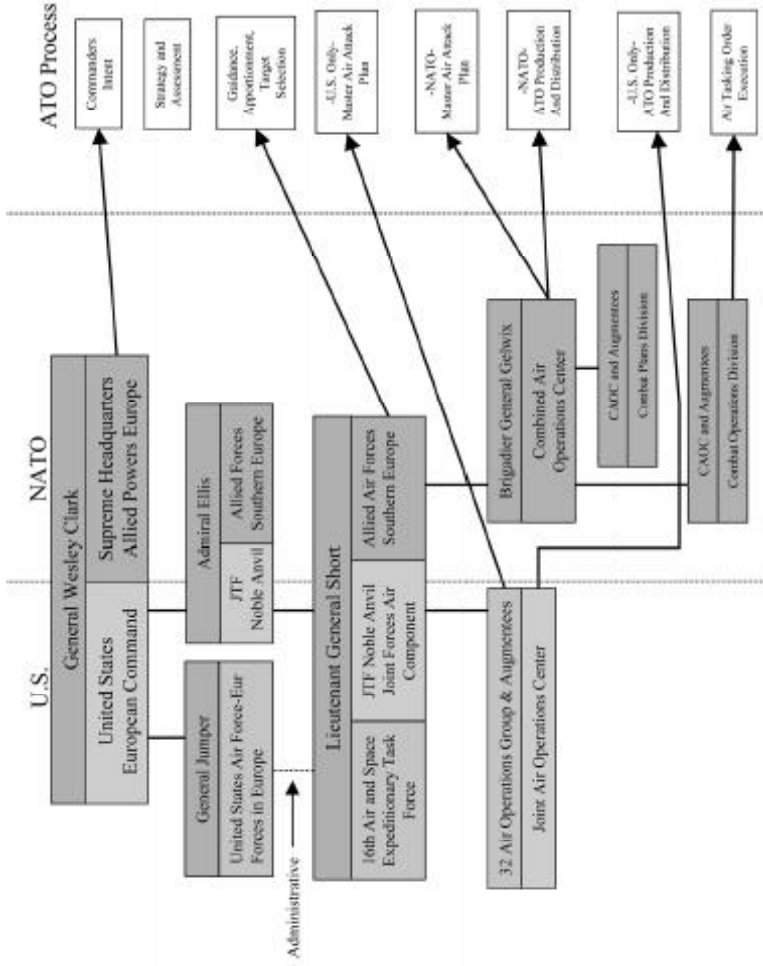 U.S.
NATO
ATO Process
General Wesley Clark
United States
European Command
Supreme Headquarters
Allied Powers Europe
General Jumper
United States Air Force-Eur
Forces in Europe
Admiral Ellis
JTF
Noble Anvil
Allied Forces
Southern Europe
Administrative
Lieutenant General Short
16th Air and Space
Expeditionary Task
Force
JTF Noble Anvil
Joint Forces Air
Component
Allied Air Forces
Southern Europe
32 Air Operations Group & Augmentees
Joint Air Operations Center
Brigadier General Gelwix
Combined Air
Operations Center
CAOC and Augmentees
Combat Plans Division
CAOC and Augmentees
Combat Operations Division
Commanders
Intent
Strategy and
Assessment
Guidance,
Apportionment,
Target
Selection
-U.S. Only-
Master Air Attack
Plan
-NATO-
Master Air Attack
Plan
-NATO-
ATO Production
And Distribution
-U.S. Only-
ATO Production
And Distribution
Air Tasking Order
Execution